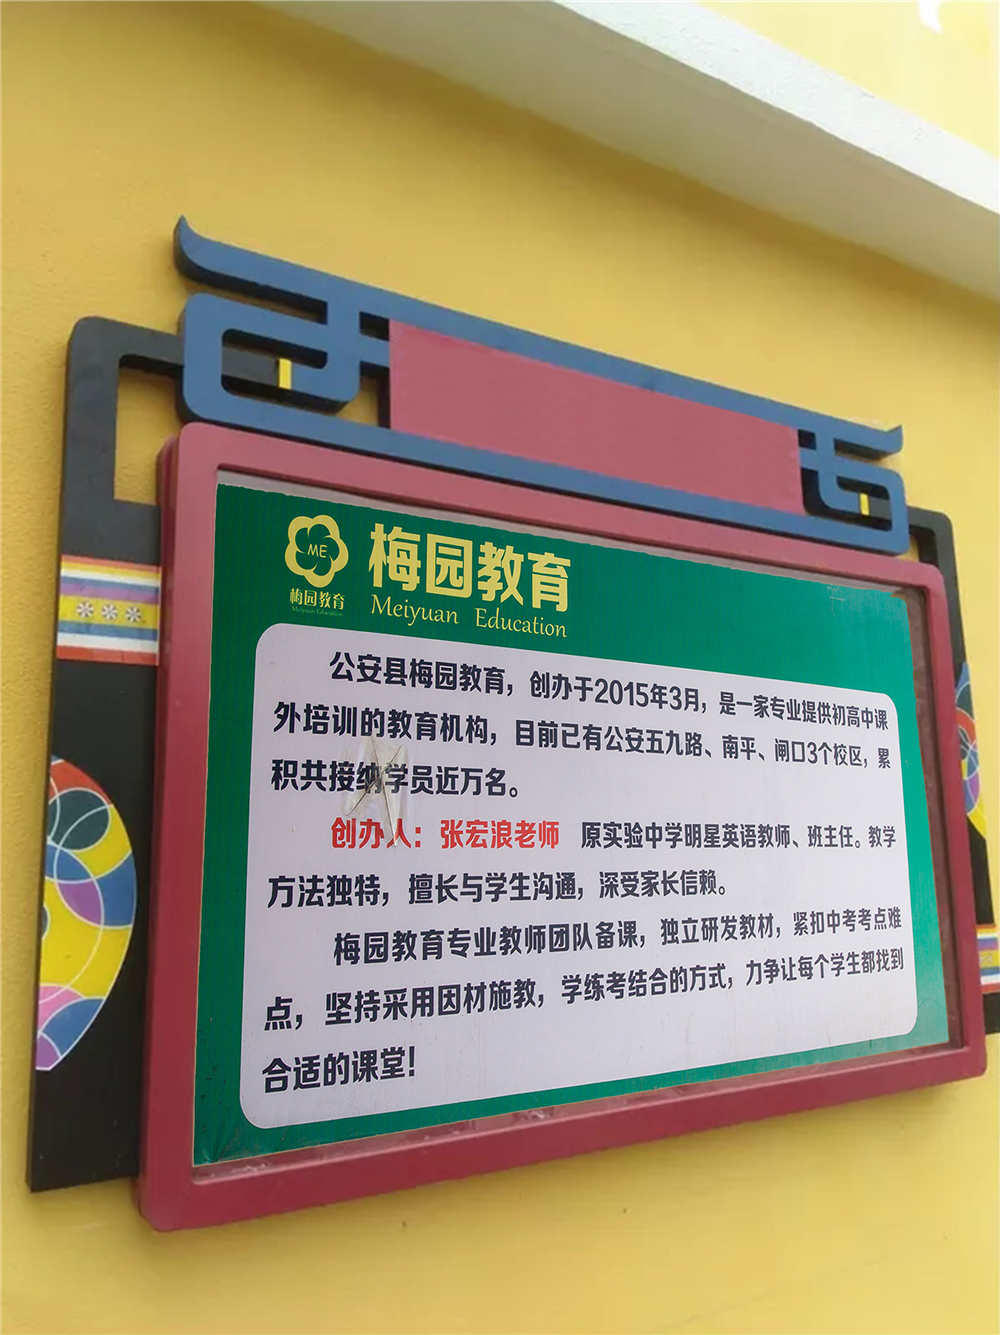 ME
梅园教育
Meiyuan Education
梅园教育
Meiyuan Education
公安县梅园教育，创办于2015年3月，是一家专业提供初高中课
外培训的教育机构，目前已有公安五九路、南平、闸口3个校区，累
积共接纳学员近万名。
创办人：张宏浪老师 原实验中学明星英语教师、班主任。教学
方法独特，擅长与学生沟通，深受家长信赖。
梅园教育专业教师团队备课，独立研发教材，紧扣中考考点难
点，坚持采用因材施教，学练考结合的方式，力争让每个学生都找到
合适的课堂！